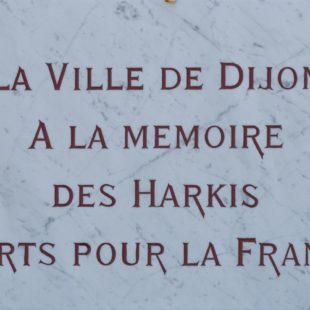 LA VILLE DE DIJON
A LA MEMOIRE
DES HARKIS
RTS POUR LA FRAN